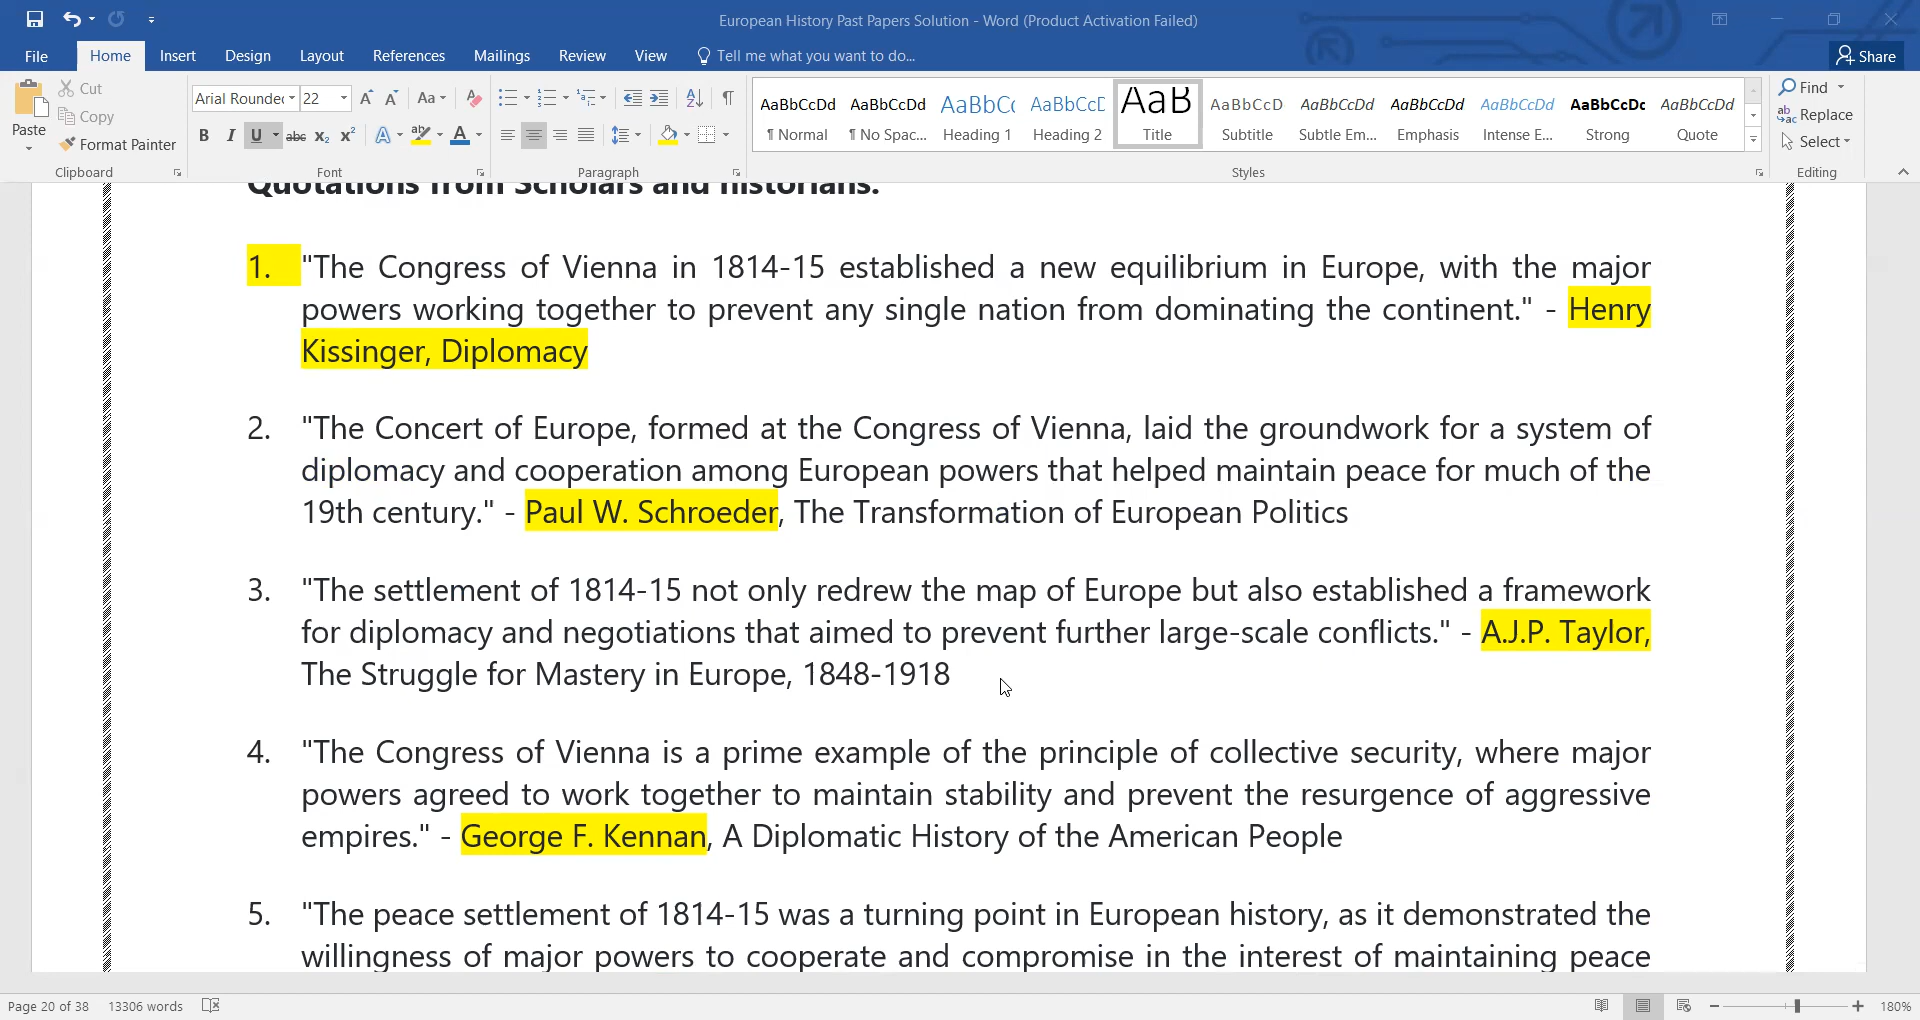 European History Past Papers Solution - Word (Product Activation Failed)
File Home Insert Design Layout References Mailings Review View Tell me what you want to do... Share
Paste Cut Copy Format Painter Clipboard
Arial Rounded 22 Aa
B I U abc X₂ X² A ab A Font
Paragraph
AaBbCcDd AaBbCcDd AaBbCc AaBbCcE AaB AaBbCcD AaBbCcDd AaBbCcDd AaBbCcDd AaBbCcDc AaBbCcDd
¶ Normal ¶ No Spac... Heading 1 Heading 2 Title Subtitle Subtle Em... Emphasis Intense E... Strong Quote
Styles
Find Replace Select Editing
Quotations from Scholars and historians.
1. "The Congress of Vienna in 1814-15 established a new equilibrium in Europe, with the major
powers working together to prevent any single nation from dominating the continent." - Henry
Kissinger, Diplomacy
2. "The Concert of Europe, formed at the Congress of Vienna, laid the groundwork for a system of
diplomacy and cooperation among European powers that helped maintain peace for much of the
19th century." - Paul W. Schroeder, The Transformation of European Politics
3. "The settlement of 1814-15 not only redrew the map of Europe but also established a framework
for diplomacy and negotiations that aimed to prevent further large-scale conflicts." - A.J.P. Taylor,
The Struggle for Mastery in Europe, 1848-1918
4. "The Congress of Vienna is a prime example of the principle of collective security, where major
powers agreed to work together to maintain stability and prevent the resurgence of aggressive
empires." - George F. Kennan, A Diplomatic History of the American People
5. "The peace settlement of 1814-15 was a turning point in European history, as it demonstrated the
willingness of major powers to cooperate and compromise in the interest of maintaining peace
Page 20 of 38 13306 words 180%